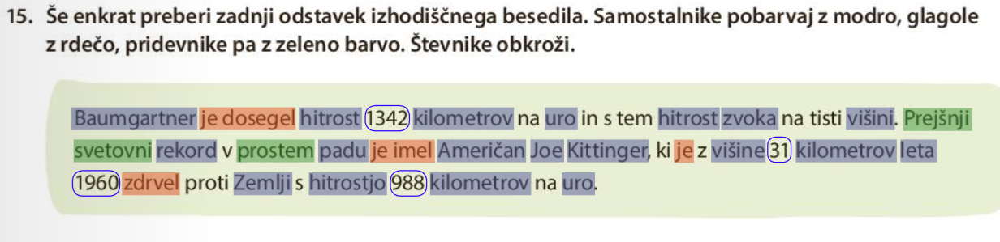 15. Še enkrat preberi zadnji odstavek izhodiščnega besedila. Samostalnike pobarvaj z modro, glagole
z rdečo, pridevnike pa z zeleno barvo. Števnike obkroži.
Baumgartner je dosegel hitrost 1342 kilometrov na uro in s tem hitrost zvoka na tisti višini. Prejšnji
svetovni rekord v prostem padu je imel Američan Joe Kittinger, ki je z višine 31 kilometrov leta
1960 zdrvel proti Zemlji s hitrostjo 988 kilometrov na uro.